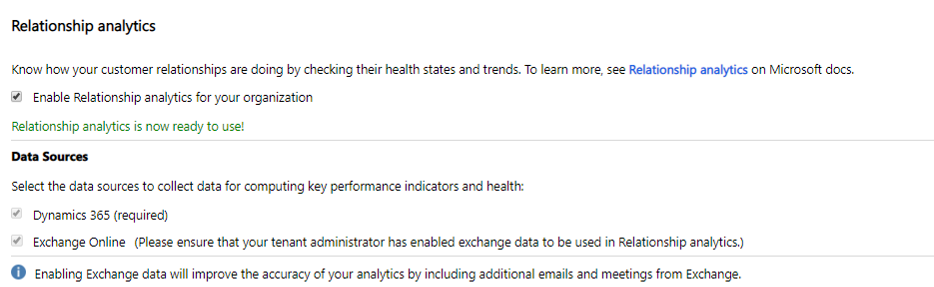 Relationship analytics
Know how your customer relationships are doing by checking their health states and trends. To learn more, see Relationship analytics on Microsoft docs.
Enable Relationship analytics for your organization
Relationship analytics is now ready to use!
Data Sources
Select the data sources to collect data for computing key performance indicators and health:
Dynamics 365 (required)
Exchange Online (Please ensure that your tenant administrator has enabled exchange data to be used in Relationship analytics.)
Enabling Exchange data will improve the accuracy of your analytics by including additional emails and meetings from Exchange.